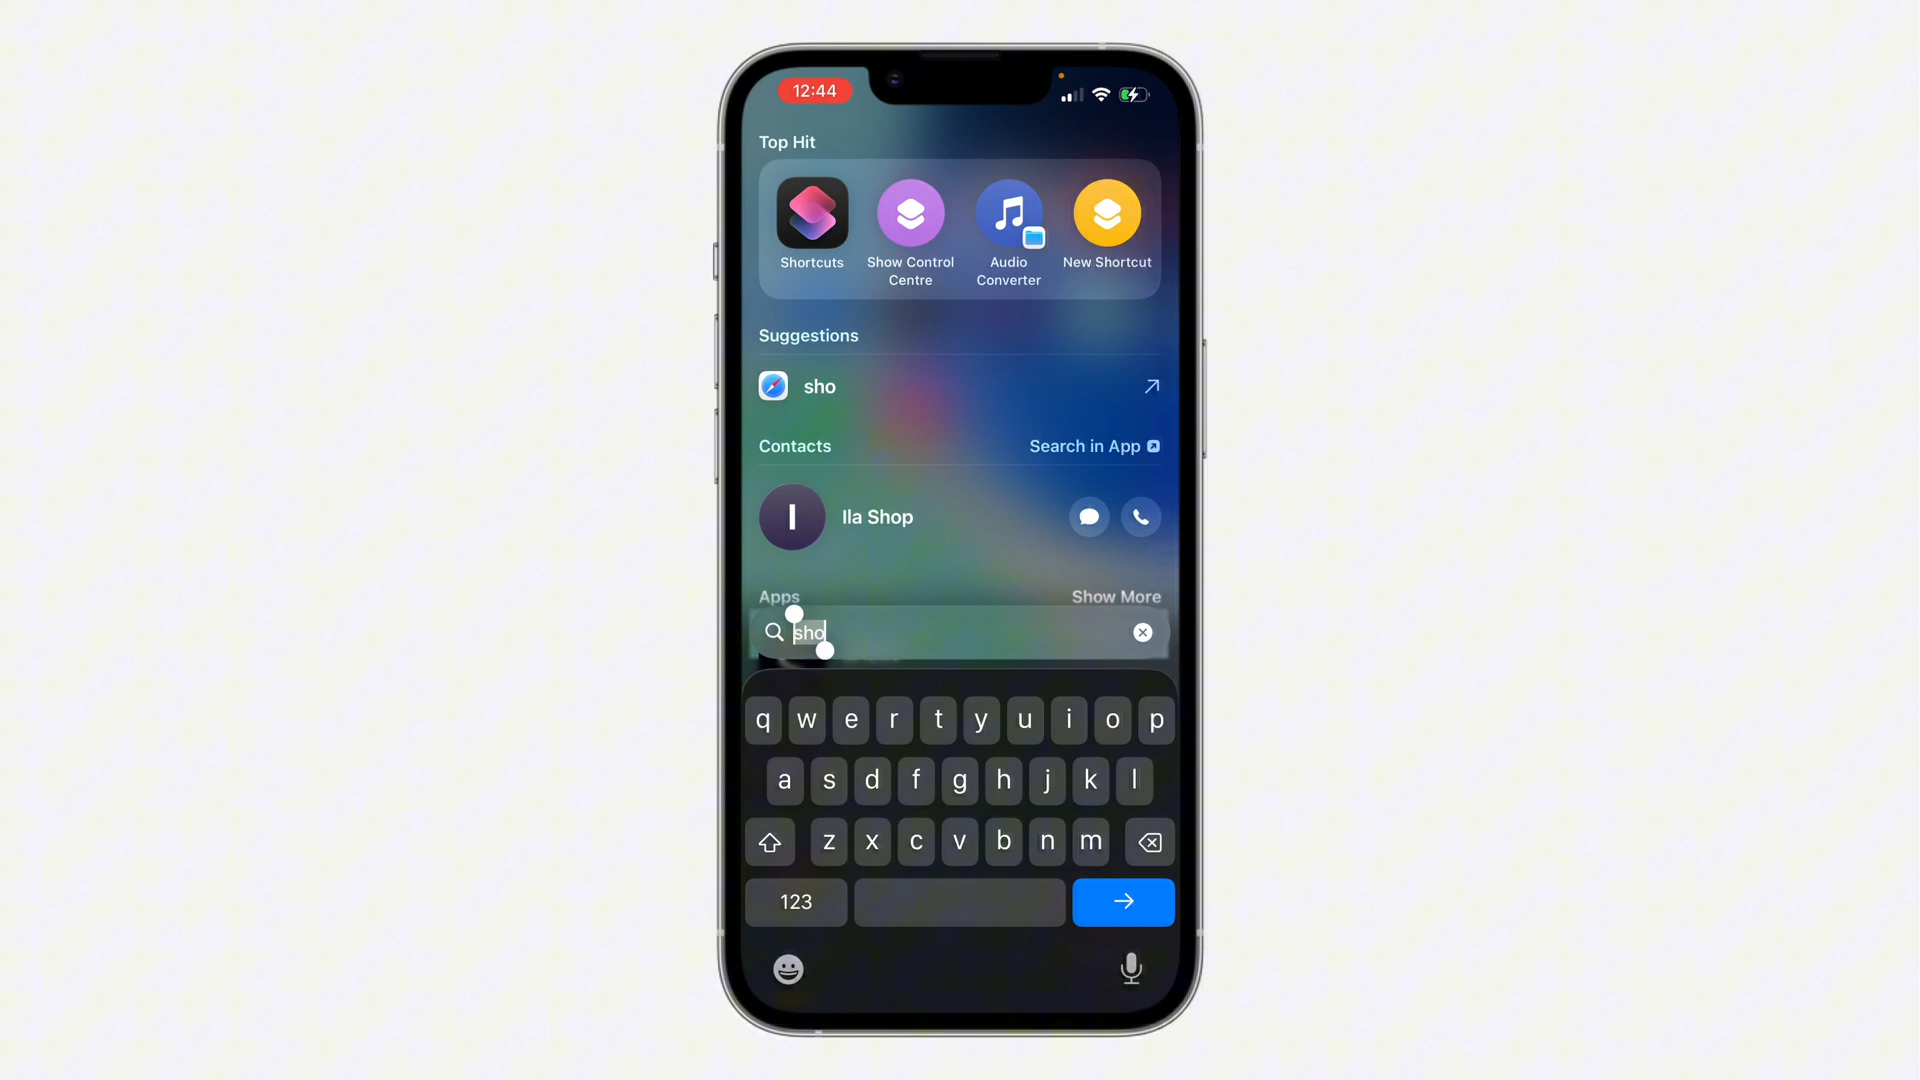 12:44
Top Hit
Shortcuts
Show Control
Centre
Audio
Converter
New Shortcut
Suggestions
sho
Contacts
Search in App
I
Ila Shop
Apps
Show More
sho
q w e r t y u i o p
a s d f g h j k l
z x c v b n m
123